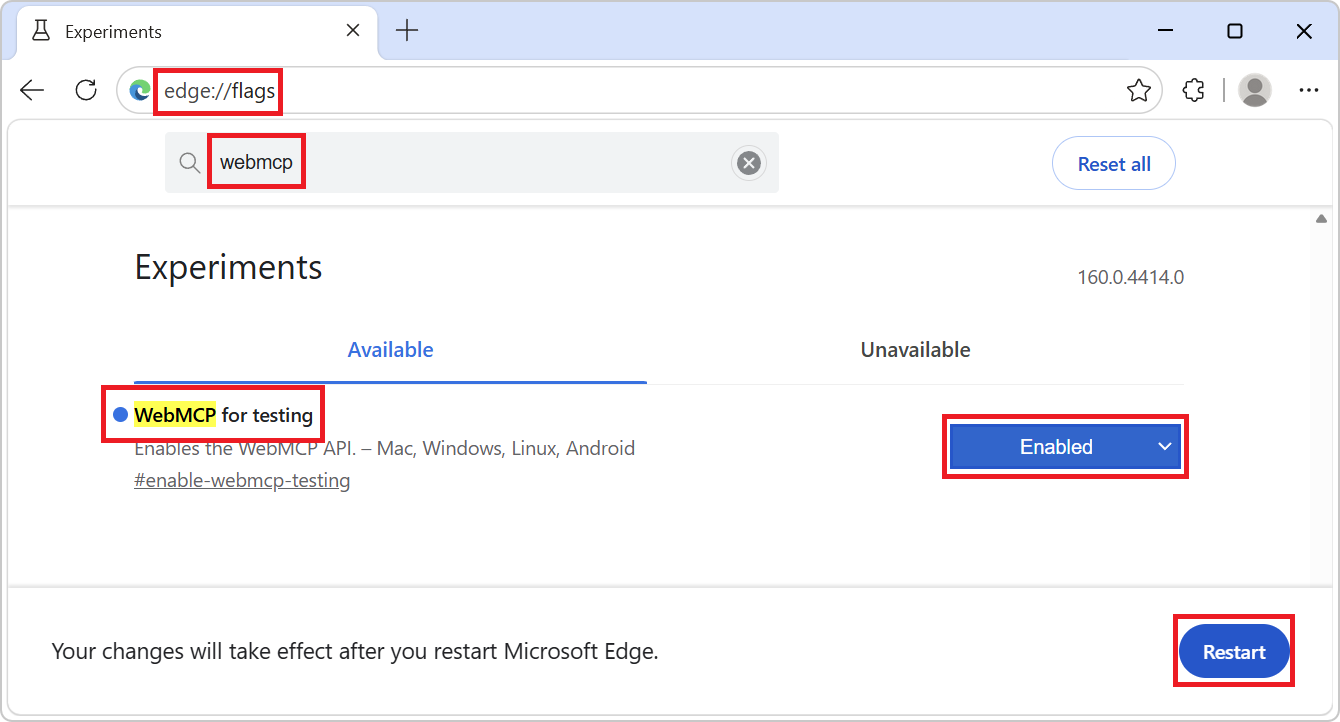 Experiments
edge://flags
webmcp
Reset all
Experiments
160.0.4414.0
Available
Unavailable
WebMCP for testing
Enables the WebMCP API. – Mac, Windows, Linux, Android
#enable-webmcp-testing
Enabled
Your changes will take effect after you restart Microsoft Edge.
Restart